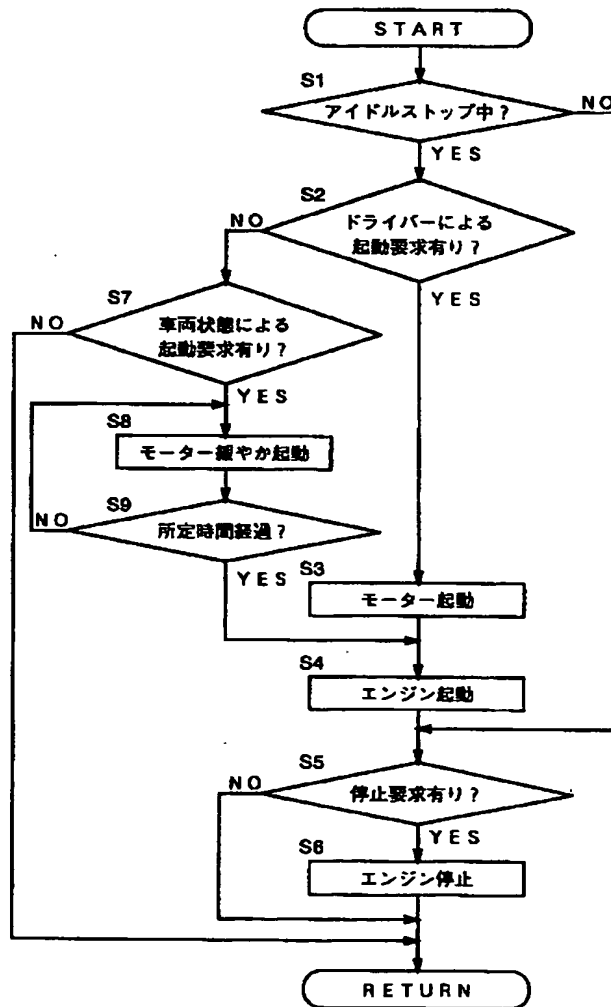 START
S1
アイドルストップ中?
NO
YES
S2
NO
ドライバーによる
起動要求有り?
YES
S7
NO
車両状態による
起動要求有り?
YES
S8
モーター緩やか起動
S9
NO
所定時間経過?
YES
S3
モーター起動
S4
エンジン起動
S5
NO
停止要求有り?
YES
S6
エンジン停止
RETURN